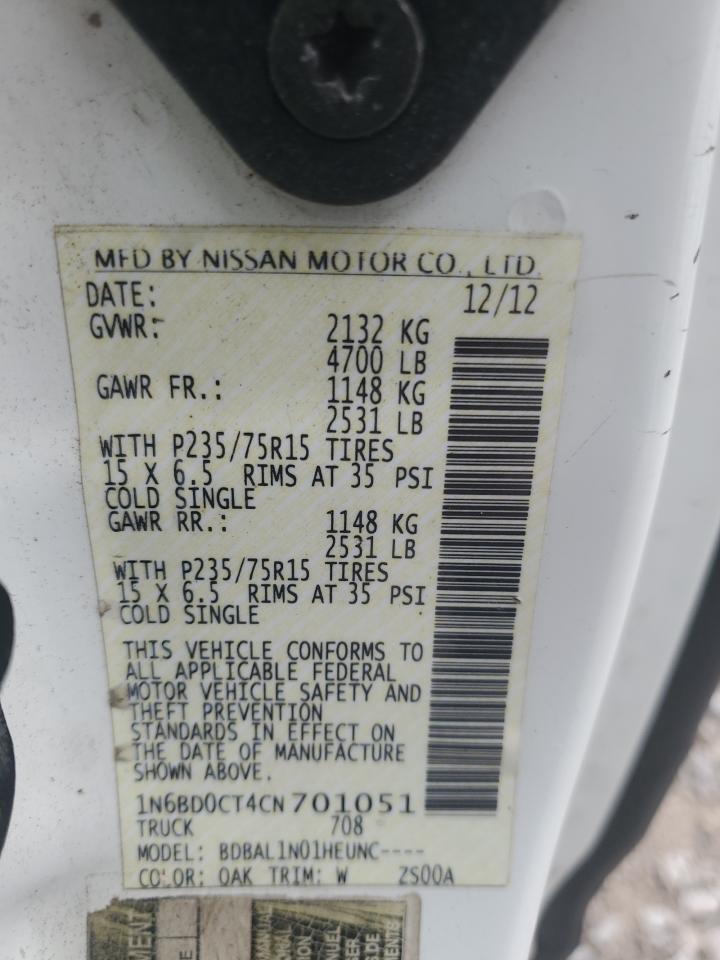 MFD BY NISSAN MOTOR CO., LTD.
DATE: 12/12
GVWR: 2132 KG
4700 LB
GAWR FR.: 1148 KG
2531 LB
WITH P235/75R15 TIRES
15 X 6.5 RIMS AT 35 PSI
COLD SINGLE
GAWR RR.: 1148 KG
2531 LB
WITH P235/75R15 TIRES
15 X 6.5 RIMS AT 35 PSI
COLD SINGLE
THIS VEHICLE CONFORMS TO
ALL APPLICABLE FEDERAL
MOTOR VEHICLE SAFETY AND
THEFT PREVENTION
STANDARDS IN EFFECT ON
THE DATE OF MANUFACTURE
SHOWN ABOVE.
1N6BD0CT4CN701051
TRUCK 708
MODEL: BDBAL1N01HEUNC----
COLOR: QAK TRIM: W ZS00A
MANUAL